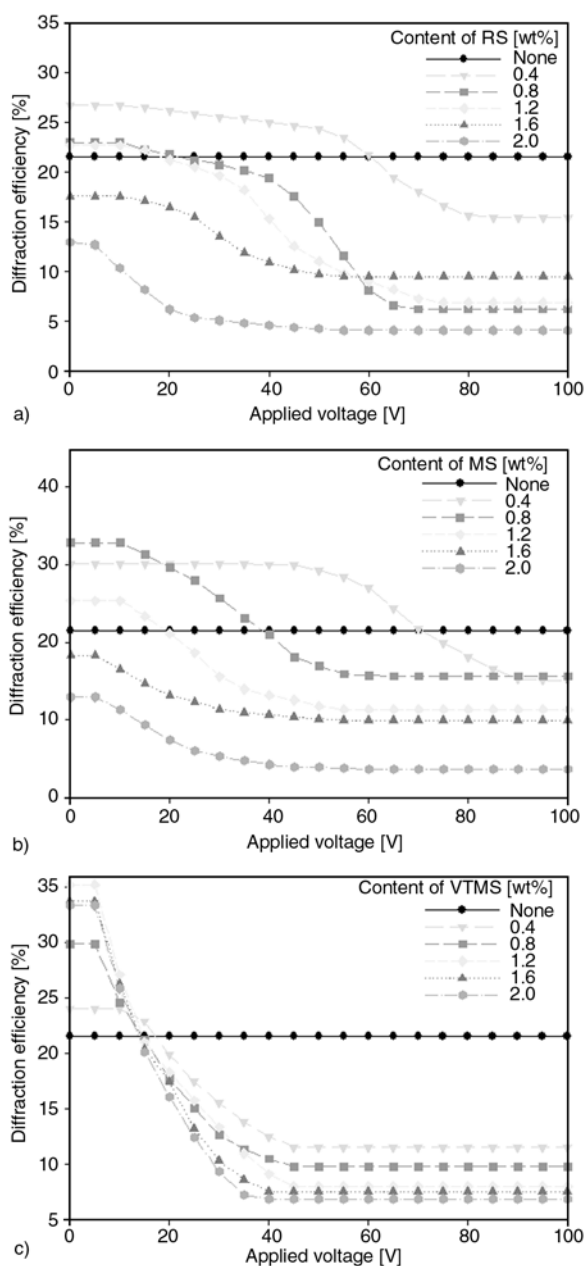 35
30
25
20
15
10
5
0
Diffraction efficiency [%]
Content of RS [wt%]
None
0.4
0.8
1.2
1.6
2.0
0 20 40 60 80 100
a) Applied voltage [V]
40
30
20
10
0
Diffraction efficiency [%]
Content of MS [wt%]
None
0.4
0.8
1.2
1.6
2.0
0 20 40 60 80 100
b) Applied voltage [V]
35
30
25
20
15
10
5
Diffraction efficiency [%]
Content of VTMS [wt%]
None
0.4
0.8
1.2
1.6
2.0
0 20 40 60 80 100
c) Applied voltage [V]